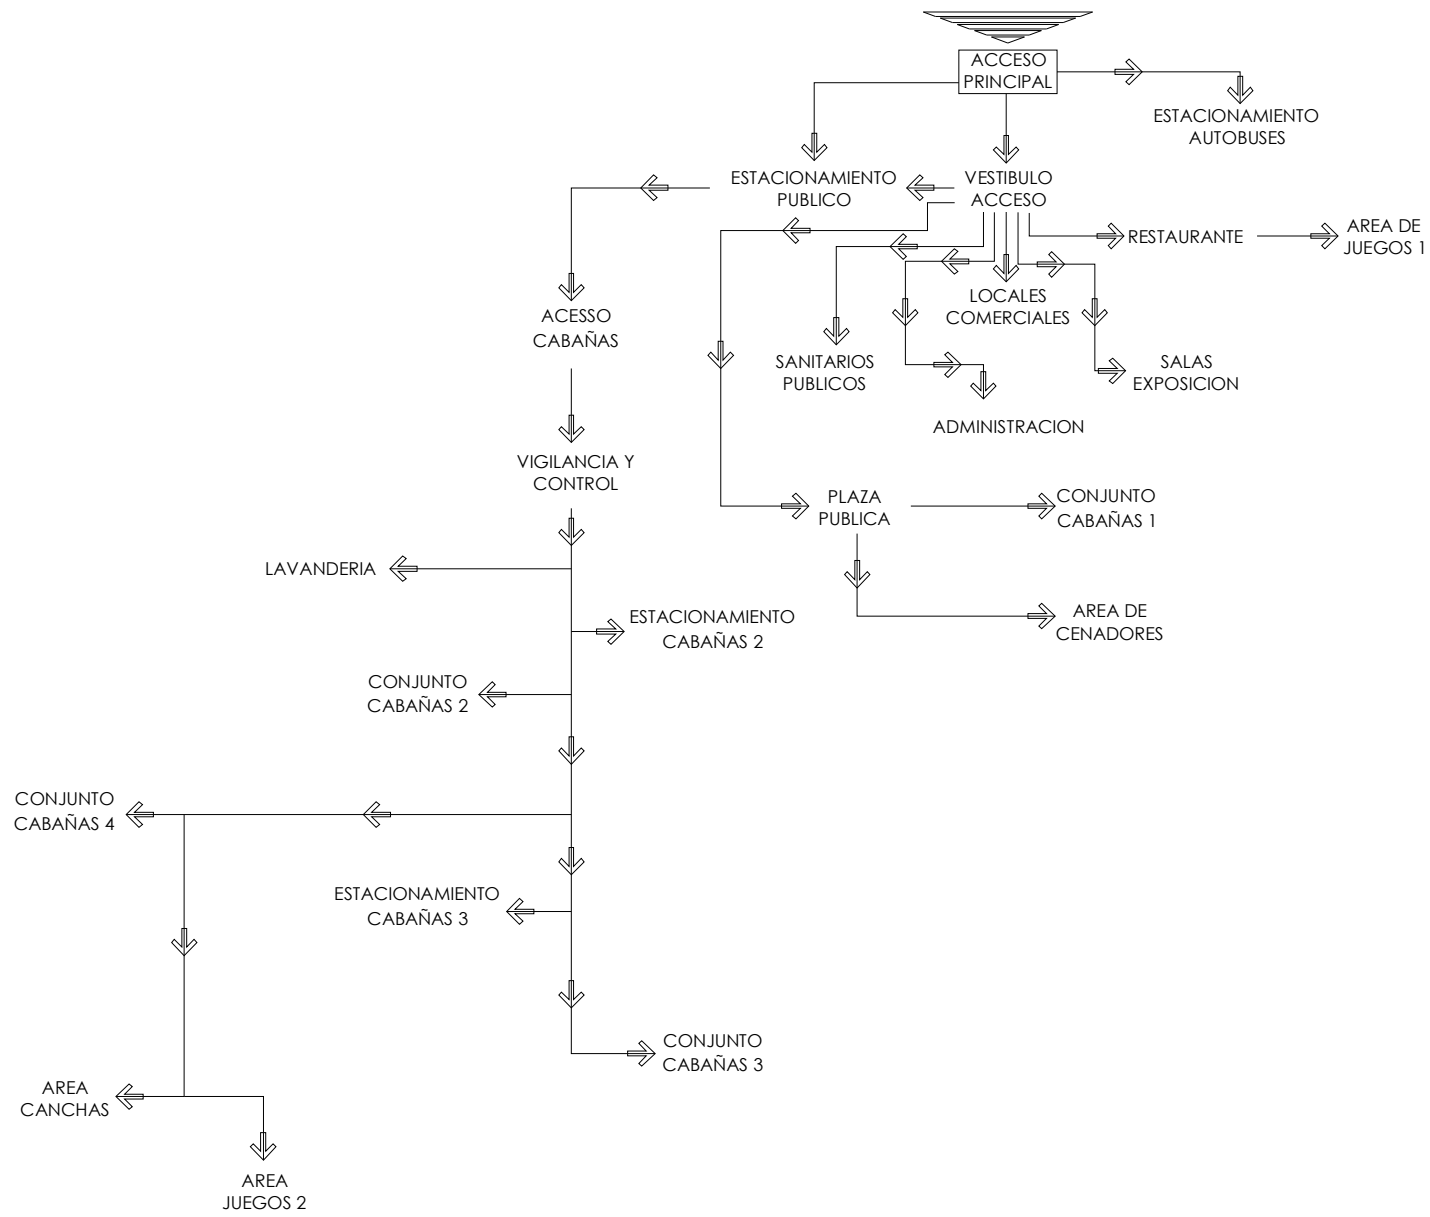 ACCESO
PRINCIPAL
ESTACIONAMIENTO
AUTOBUSES
ESTACIONAMIENTO
PUBLICO
VESTIBULO
ACCESO
RESTAURANTE
AREA DE
JUEGOS 1
LOCALES
COMERCIALES
ACESSO
CABAÑAS
SANITARIOS
PUBLICOS
SALAS
EXPOSICION
ADMINISTRACION
VIGILANCIA Y
CONTROL
PLAZA
PUBLICA
CONJUNTO
CABAÑAS 1
LAVANDERIA
ESTACIONAMIENTO
CABAÑAS 2
AREA DE
CENADORES
CONJUNTO
CABAÑAS 2
CONJUNTO
CABAÑAS 4
ESTACIONAMIENTO
CABAÑAS 3
CONJUNTO
CABAÑAS 3
AREA
CANCHAS
AREA
JUEGOS 2